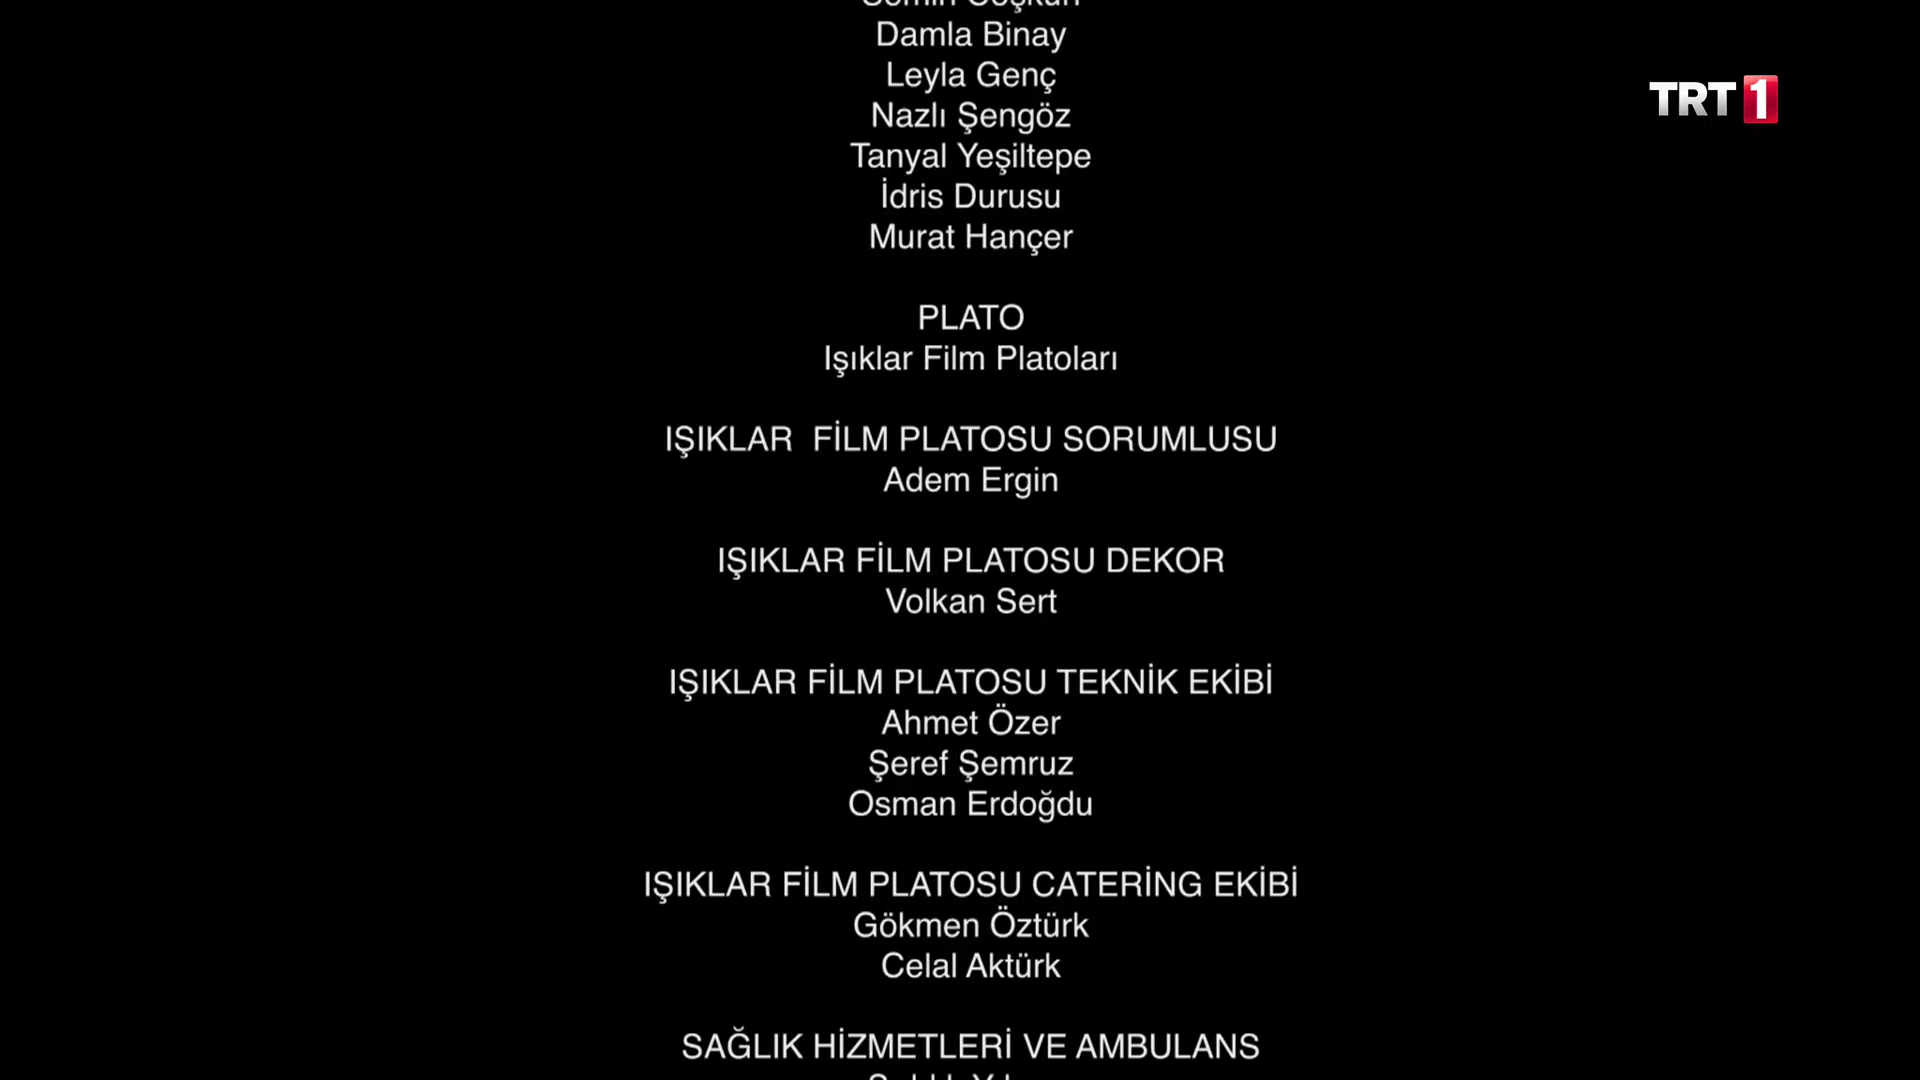 Damla Binay
Leyla Genç
Nazlı Şengöz
Tanyal Yeşiltepe
İdris Durusu
Murat Hançer
PLATO
Işıklar Film Platoları
IŞIKLAR  FİLM PLATOSU SORUMLUSU
Adem Ergin
IŞIKLAR FİLM PLATOSU DEKOR
Volkan Sert
IŞIKLAR FİLM PLATOSU TEKNİK EKİBİ
Ahmet Özer
Şeref Şemruz
Osman Erdoğdu
IŞIKLAR FİLM PLATOSU CATERİNG EKİBİ
Gökmen Öztürk
Celal Aktürk
SAĞLIK HİZMETLERİ VE AMBULANS
TRT 1